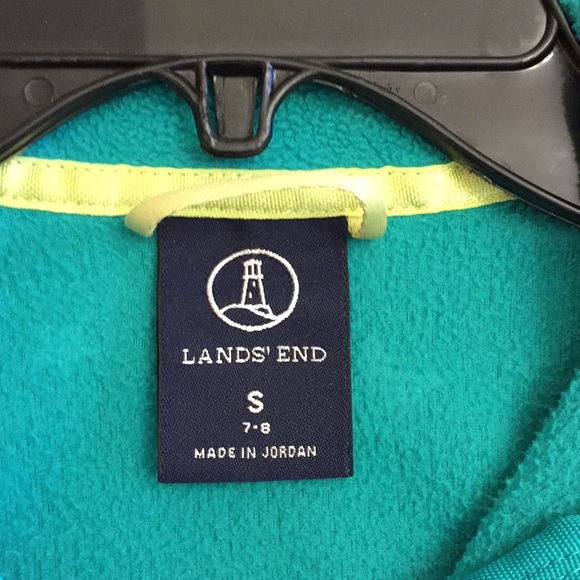 LANDS' END
S
7-8
MADE IN JORDAN